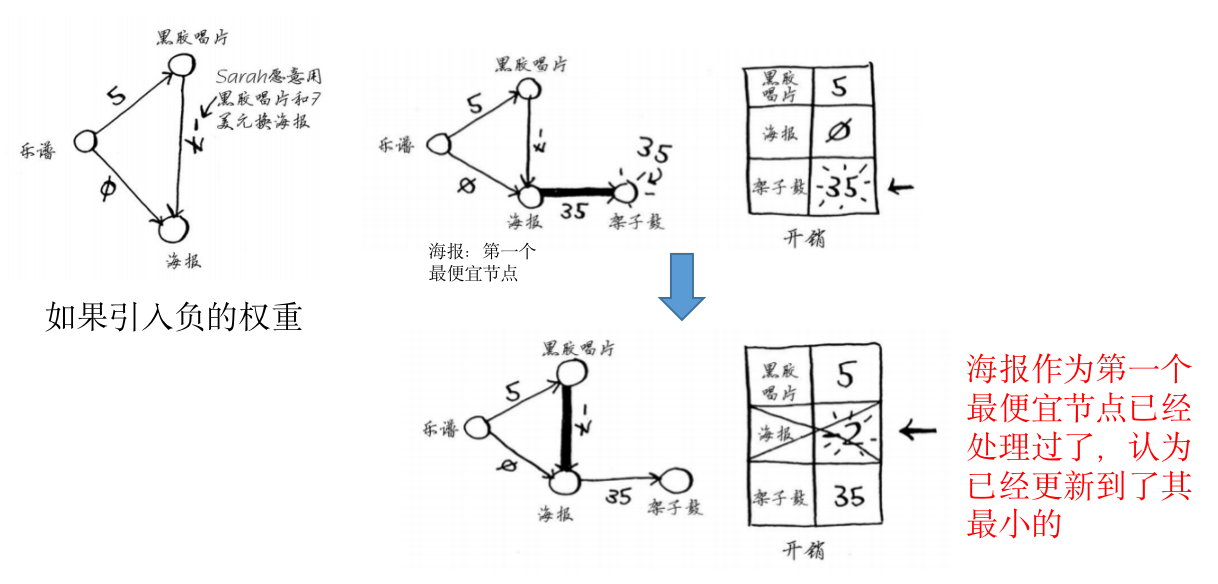 黑胶唱片
5
Sarah愿意用
黑胶唱片和7
美元换海报
-7
乐谱
Ø
海报
如果引入负的权重
黑胶唱片
5
-7
乐谱
Ø
35
35
海报
架子鼓
海报：第一个
最便宜节点
黑胶
唱片
5
海报
Ø
架子鼓
35
开销
黑胶唱片
5
-7
乐谱
Ø
35
海报
架子鼓
黑胶
唱片
5
海报
-2
架子鼓
35
开销
海报作为第一个
最便宜节点已经
处理过了，认为
已经更新到了其
最小的